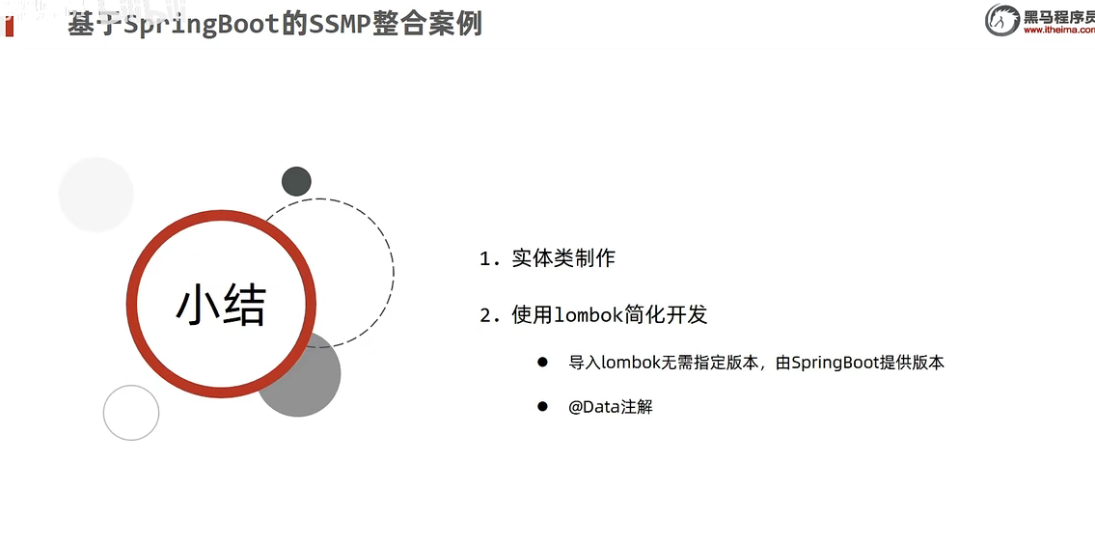 基于SpringBoot的SSMP整合案例
黑马程序员
www.itheima.com
小结
1. 实体类制作
2. 使用lombok简化开发
● 导入lombok无需指定版本，由SpringBoot提供版本
● @Data注解